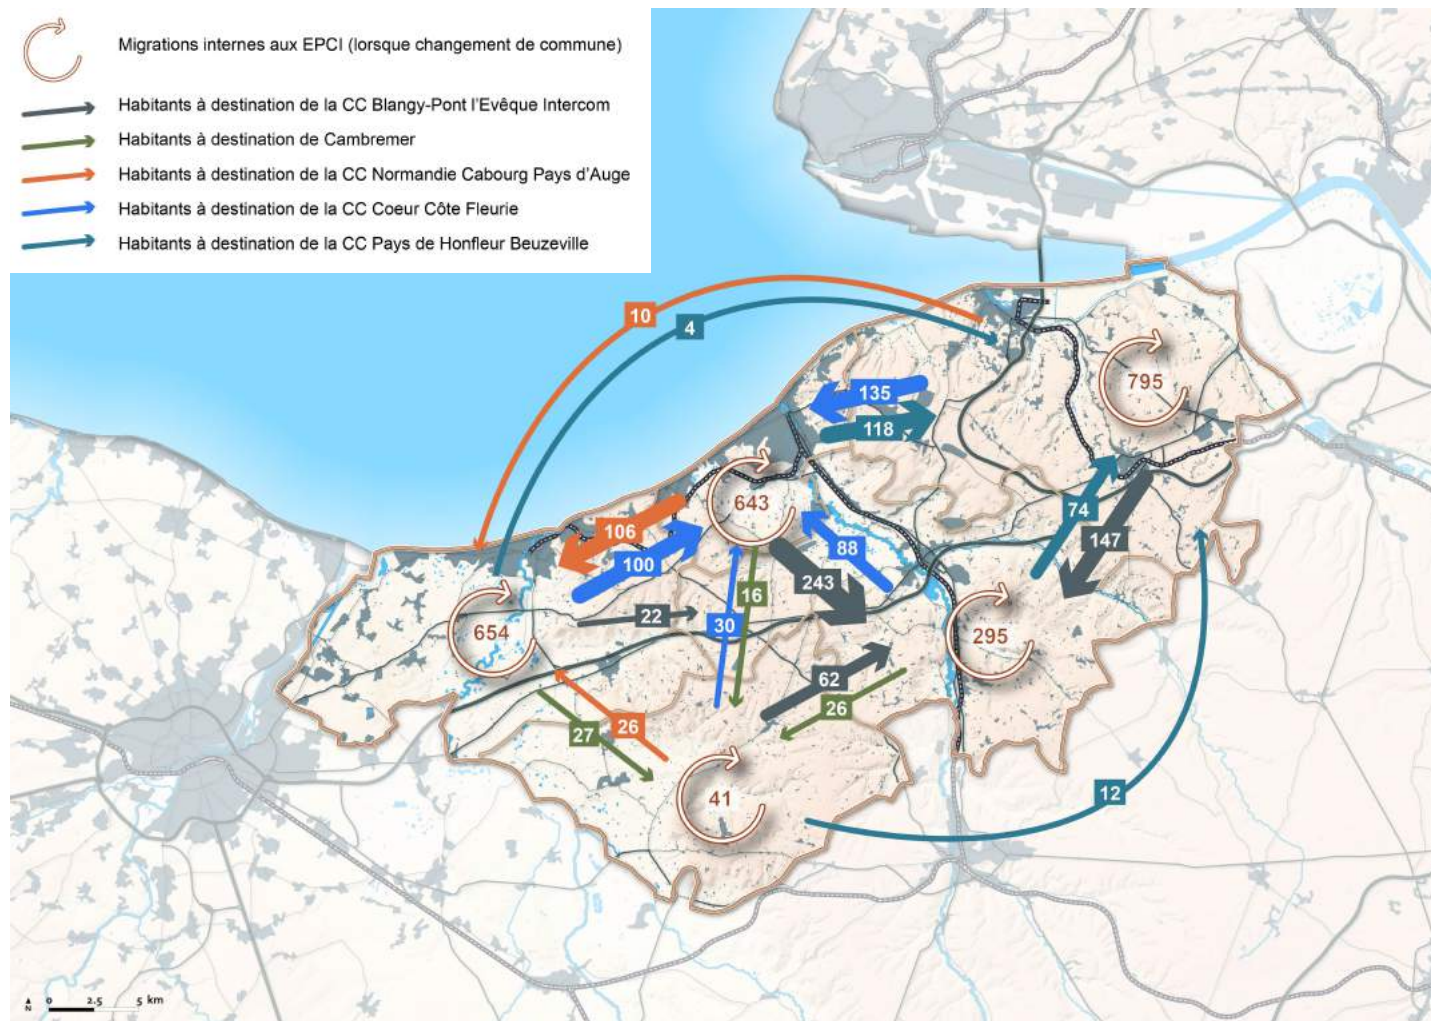 Migrations internes aux EPCI (lorsque changement de commune)
Habitants à destination de la CC Blangy-Pont l'Evêque Intercom
Habitants à destination de Cambremer
Habitants à destination de la CC Normandie Cabourg Pays d'Auge
Habitants à destination de la CC Coeur Côte Fleurie
Habitants à destination de la CC Pays de Honfleur Beuzeville
10
4
795
135
118
643
74
147
106
100
88
243
16
22
30
654
295
62
26
26
27
41
12
N
0 2.5 5 km